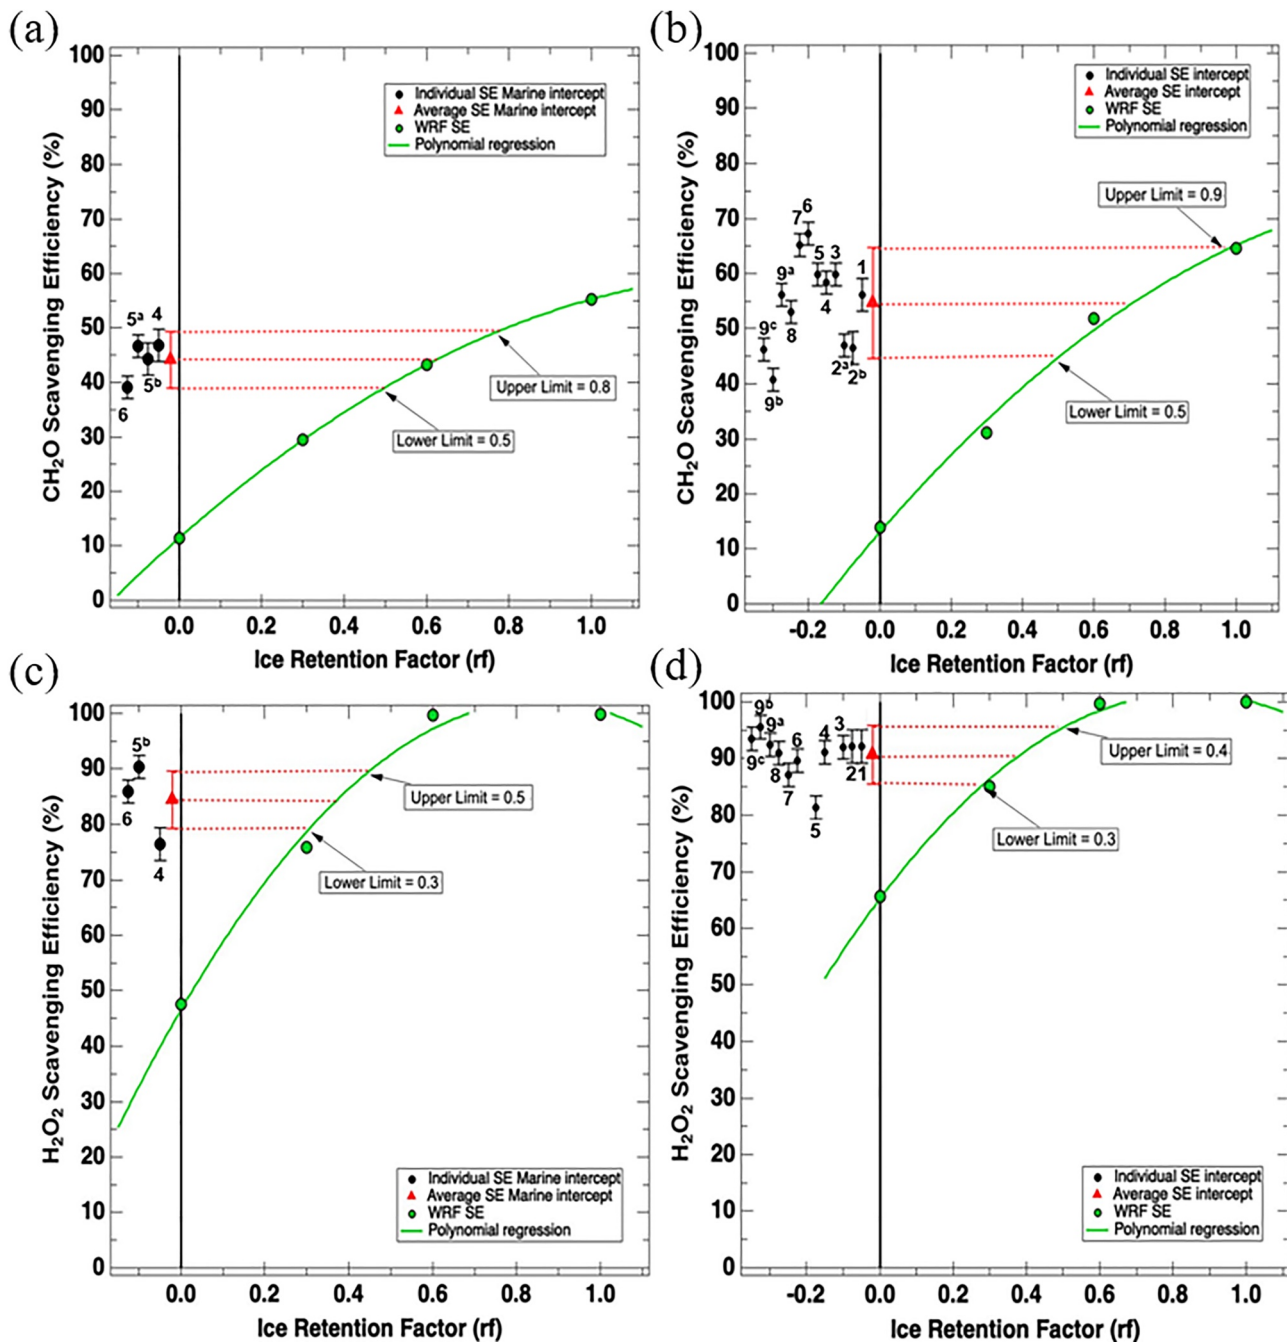 (a)
100
90
80
70
60
50
40
30
20
10
0
CH₂O Scavenging Efficiency (%)
Individual SE Marine intercept
Average SE Marine intercept
WRF SE
Polynomial regression
5ᵃ 4
5ᵇ
6
Upper Limit = 0.8
Lower Limit = 0.5
0.0 0.2 0.4 0.6 0.8 1.0
Ice Retention Factor (rf)
(b)
100
90
80
70
60
50
40
30
20
10
0
CH₂O Scavenging Efficiency (%)
Individual SE intercept
Average SE intercept
WRF SE
Polynomial regression
Upper Limit = 0.9
7 6
5 3
9ᵃ 1
8 4
9ᶜ
2ᵃ 2ᵇ
9ᵇ
Lower Limit = 0.5
-0.2 0.0 0.2 0.4 0.6 0.8 1.0
Ice Retention Factor (rf)
(c)
100
90
80
70
60
50
40
30
20
10
0
H₂O₂ Scavenging Efficiency (%)
5ᵇ
6
4
Upper Limit = 0.5
Lower Limit = 0.3
Individual SE Marine intercept
Average SE Marine intercept
WRF SE
Polynomial regression
0.0 0.2 0.4 0.6 0.8 1.0
Ice Retention Factor (rf)
(d)
100
90
80
70
60
50
40
30
20
10
0
H₂O₂ Scavenging Efficiency (%)
9ᵇ
9ᵃ 6 4 3
9ᶜ 8 21
7
5
Upper Limit = 0.4
Lower Limit = 0.3
Individual SE intercept
Average SE intercept
WRF SE
Polynomial regression
-0.2 0.0 0.2 0.4 0.6 0.8 1.0
Ice Retention Factor (rf)